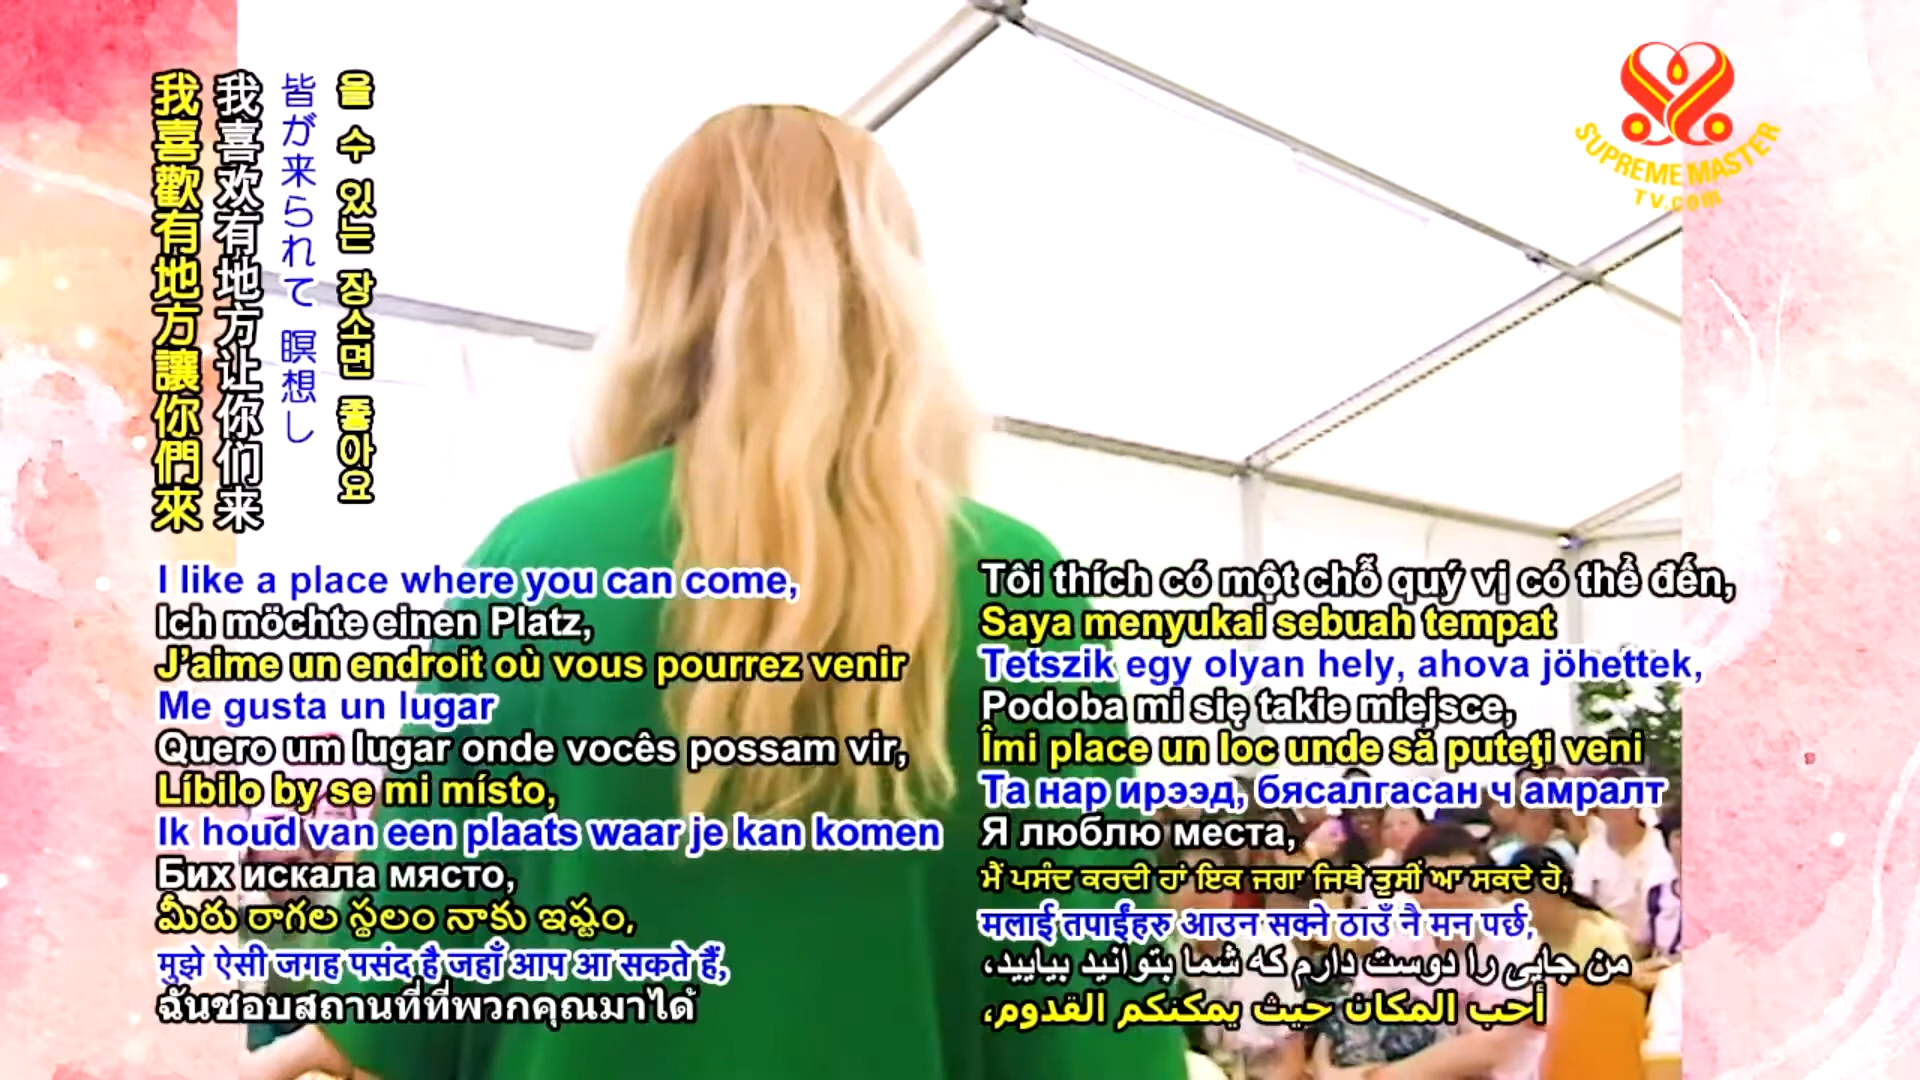 我喜歡有地方讓你們來
我喜欢有地方让你们来
皆が来られて 瞑想し
을 수 있는 장소면 좋아요
SUPREME MASTER
TV.com
I like a place where you can come,
Ich möchte einen Platz,
J’aime un endroit où vous pourrez venir
Me gusta un lugar
Quero um lugar onde vocês possam vir,
Líbilo by se mi místo,
Ik houd van een plaats waar je kan komen
Бих искала място,
మీరు రాగల స్థలం నాకు ఇష్టం,
मुझे ऐसी जगह पसंद है जहाँ आप आ सकते हैं,
ฉันชอบสถานที่ที่พวกคุณมาได้
Tôi thích có một chỗ quý vị có thể đến,
Saya menyukai sebuah tempat
Tetszik egy olyan hely, ahova jöhettek,
Podoba mi się takie miejsce,
Îmi place un loc unde să puteţi veni
Та нар ирээд, бясалгасан ч амралт
Я люблю места,
ਮੈਂ ਪਸੰਦ ਕਰਦੀ ਹਾਂ ਇਕ ਜਗਾ ਜਿਥੇ ਤੁਸੀਂ ਆ ਸਕਦੇ ਹੋ,
मलाई तपाईंहरु आउन सक्ने ठाउँ नै मन पर्छ,
من جایی را دوست دارم که شما بتوانید بیایید،
أحب المكان حيث يمكنكم القدوم،